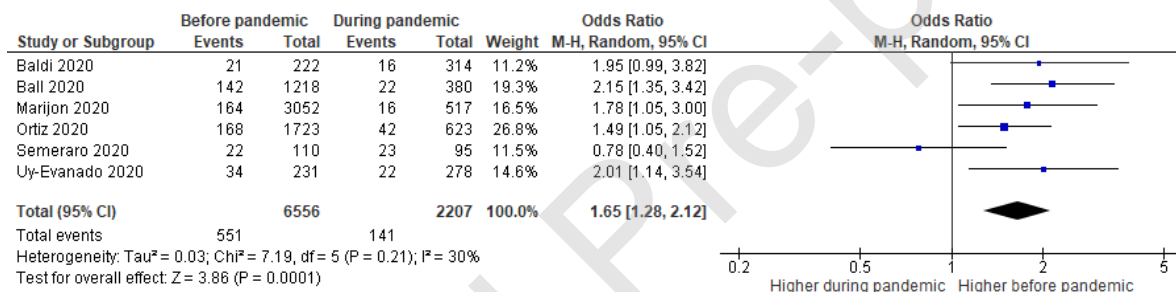 Before pandemic During pandemic Odds Ratio Odds Ratio
Study or Subgroup Events Total Events Total Weight M-H, Random, 95% CI M-H, Random, 95% CI
Baldi 2020 21 222 16 314 11.2% 1.95 [0.99, 3.82]
Ball 2020 142 1218 22 380 19.3% 2.15 [1.35, 3.42]
Marijon 2020 164 3052 16 517 16.5% 1.78 [1.05, 3.00]
Ortiz 2020 168 1723 42 623 26.8% 1.49 [1.05, 2.12]
Semeraro 2020 22 110 23 95 11.5% 0.78 [0.40, 1.52]
Uy-Evanado 2020 34 231 22 278 14.6% 2.01 [1.14, 3.54]
Total (95% CI) 6556 2207 100.0% 1.65 [1.28, 2.12]
Total events 551 141
Heterogeneity: Tau² = 0.03; Chi² = 7.19, df = 5 (P = 0.21); I² = 30%
Test for overall effect: Z = 3.86 (P = 0.0001)
0.2 0.5 1 2 5
Higher during pandemic Higher before pandemic
Pre-p